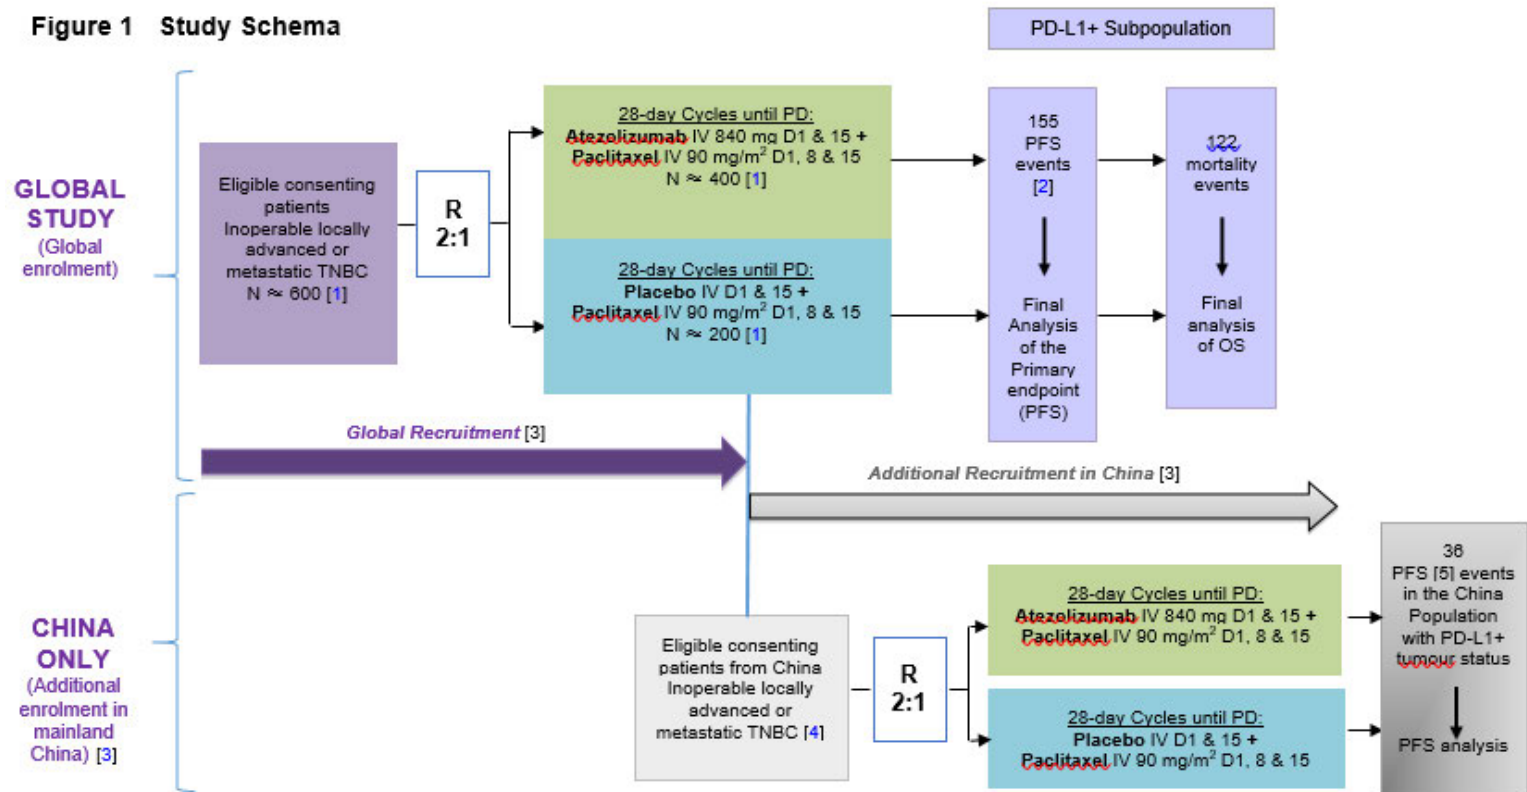 Figure 1 Study Schema
PD-L1+ Subpopulation
GLOBAL
STUDY
(Global
enrolment)
Eligible consenting
patients
Inoperable locally
advanced or
metastatic TNBC
N ≈ 600 [1]
R
2:1
28-day Cycles until PD:
Atezolizumab IV 840 mg D1 & 15 +
Paclitaxel IV 90 mg/m² D1, 8 & 15
N ≈ 400 [1]
28-day Cycles until PD:
Placebo IV D1 & 15 +
Paclitaxel IV 90 mg/m² D1, 8 & 15
N ≈ 200 [1]
155
PFS
events
[2]
Final
Analysis
of the
Primary
endpoint
(PFS)
122
mortality
events
Final
analysis
of OS
Global Recruitment [3]
Additional Recruitment in China [3]
CHINA
ONLY
(Additional
enrolment in
mainland
China) [3]
Eligible consenting
patients from China
Inoperable locally
advanced or
metastatic TNBC [4]
R
2:1
28-day Cycles until PD:
Atezolizumab IV 840 mg D1 & 15 +
Paclitaxel IV 90 mg/m² D1, 8 & 15
28-day Cycles until PD:
Placebo IV D1 & 15 +
Paclitaxel IV 90 mg/m² D1, 8 & 15
36
PFS [5] events
in the China
Population
with PD-L1+
tumour status
PFS analysis